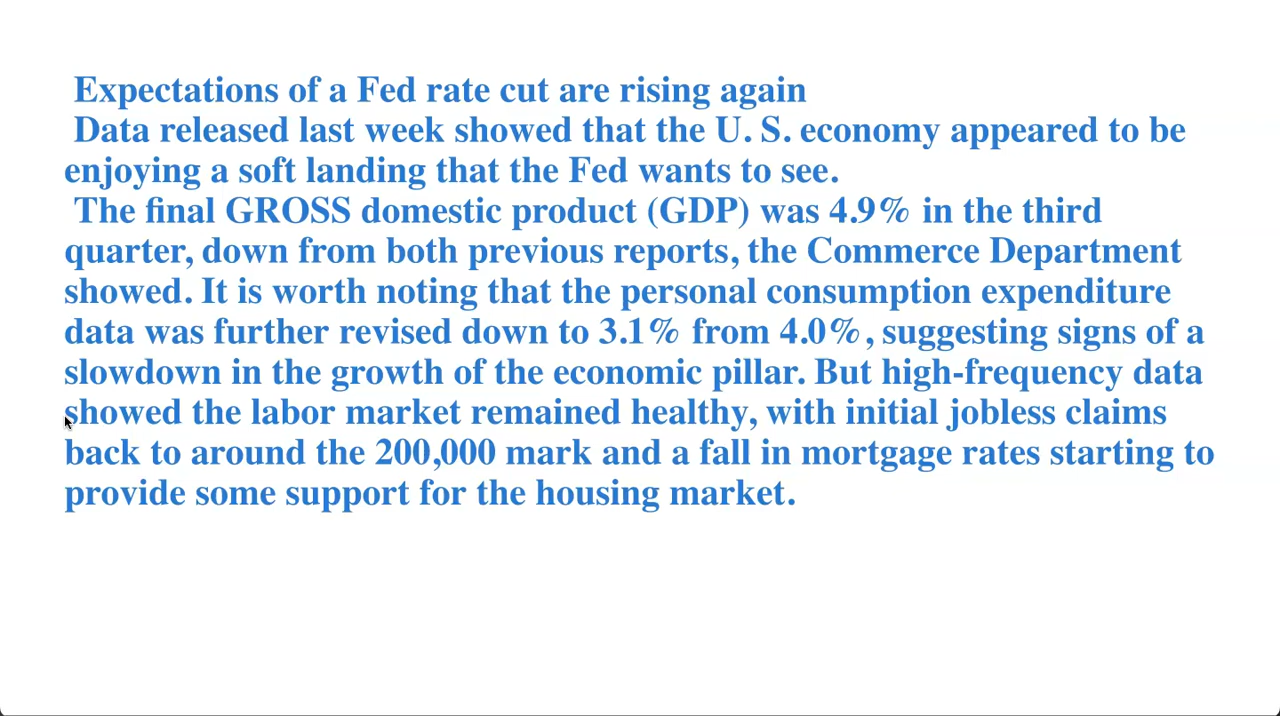 Expectations of a Fed rate cut are rising again
Data released last week showed that the U. S. economy appeared to be
enjoying a soft landing that the Fed wants to see.
The final GROSS domestic product (GDP) was 4.9% in the third
quarter, down from both previous reports, the Commerce Department
showed. It is worth noting that the personal consumption expenditure
data was further revised down to 3.1% from 4.0%, suggesting signs of a
slowdown in the growth of the economic pillar. But high-frequency data
showed the labor market remained healthy, with initial jobless claims
back to around the 200,000 mark and a fall in mortgage rates starting to
provide some support for the housing market.